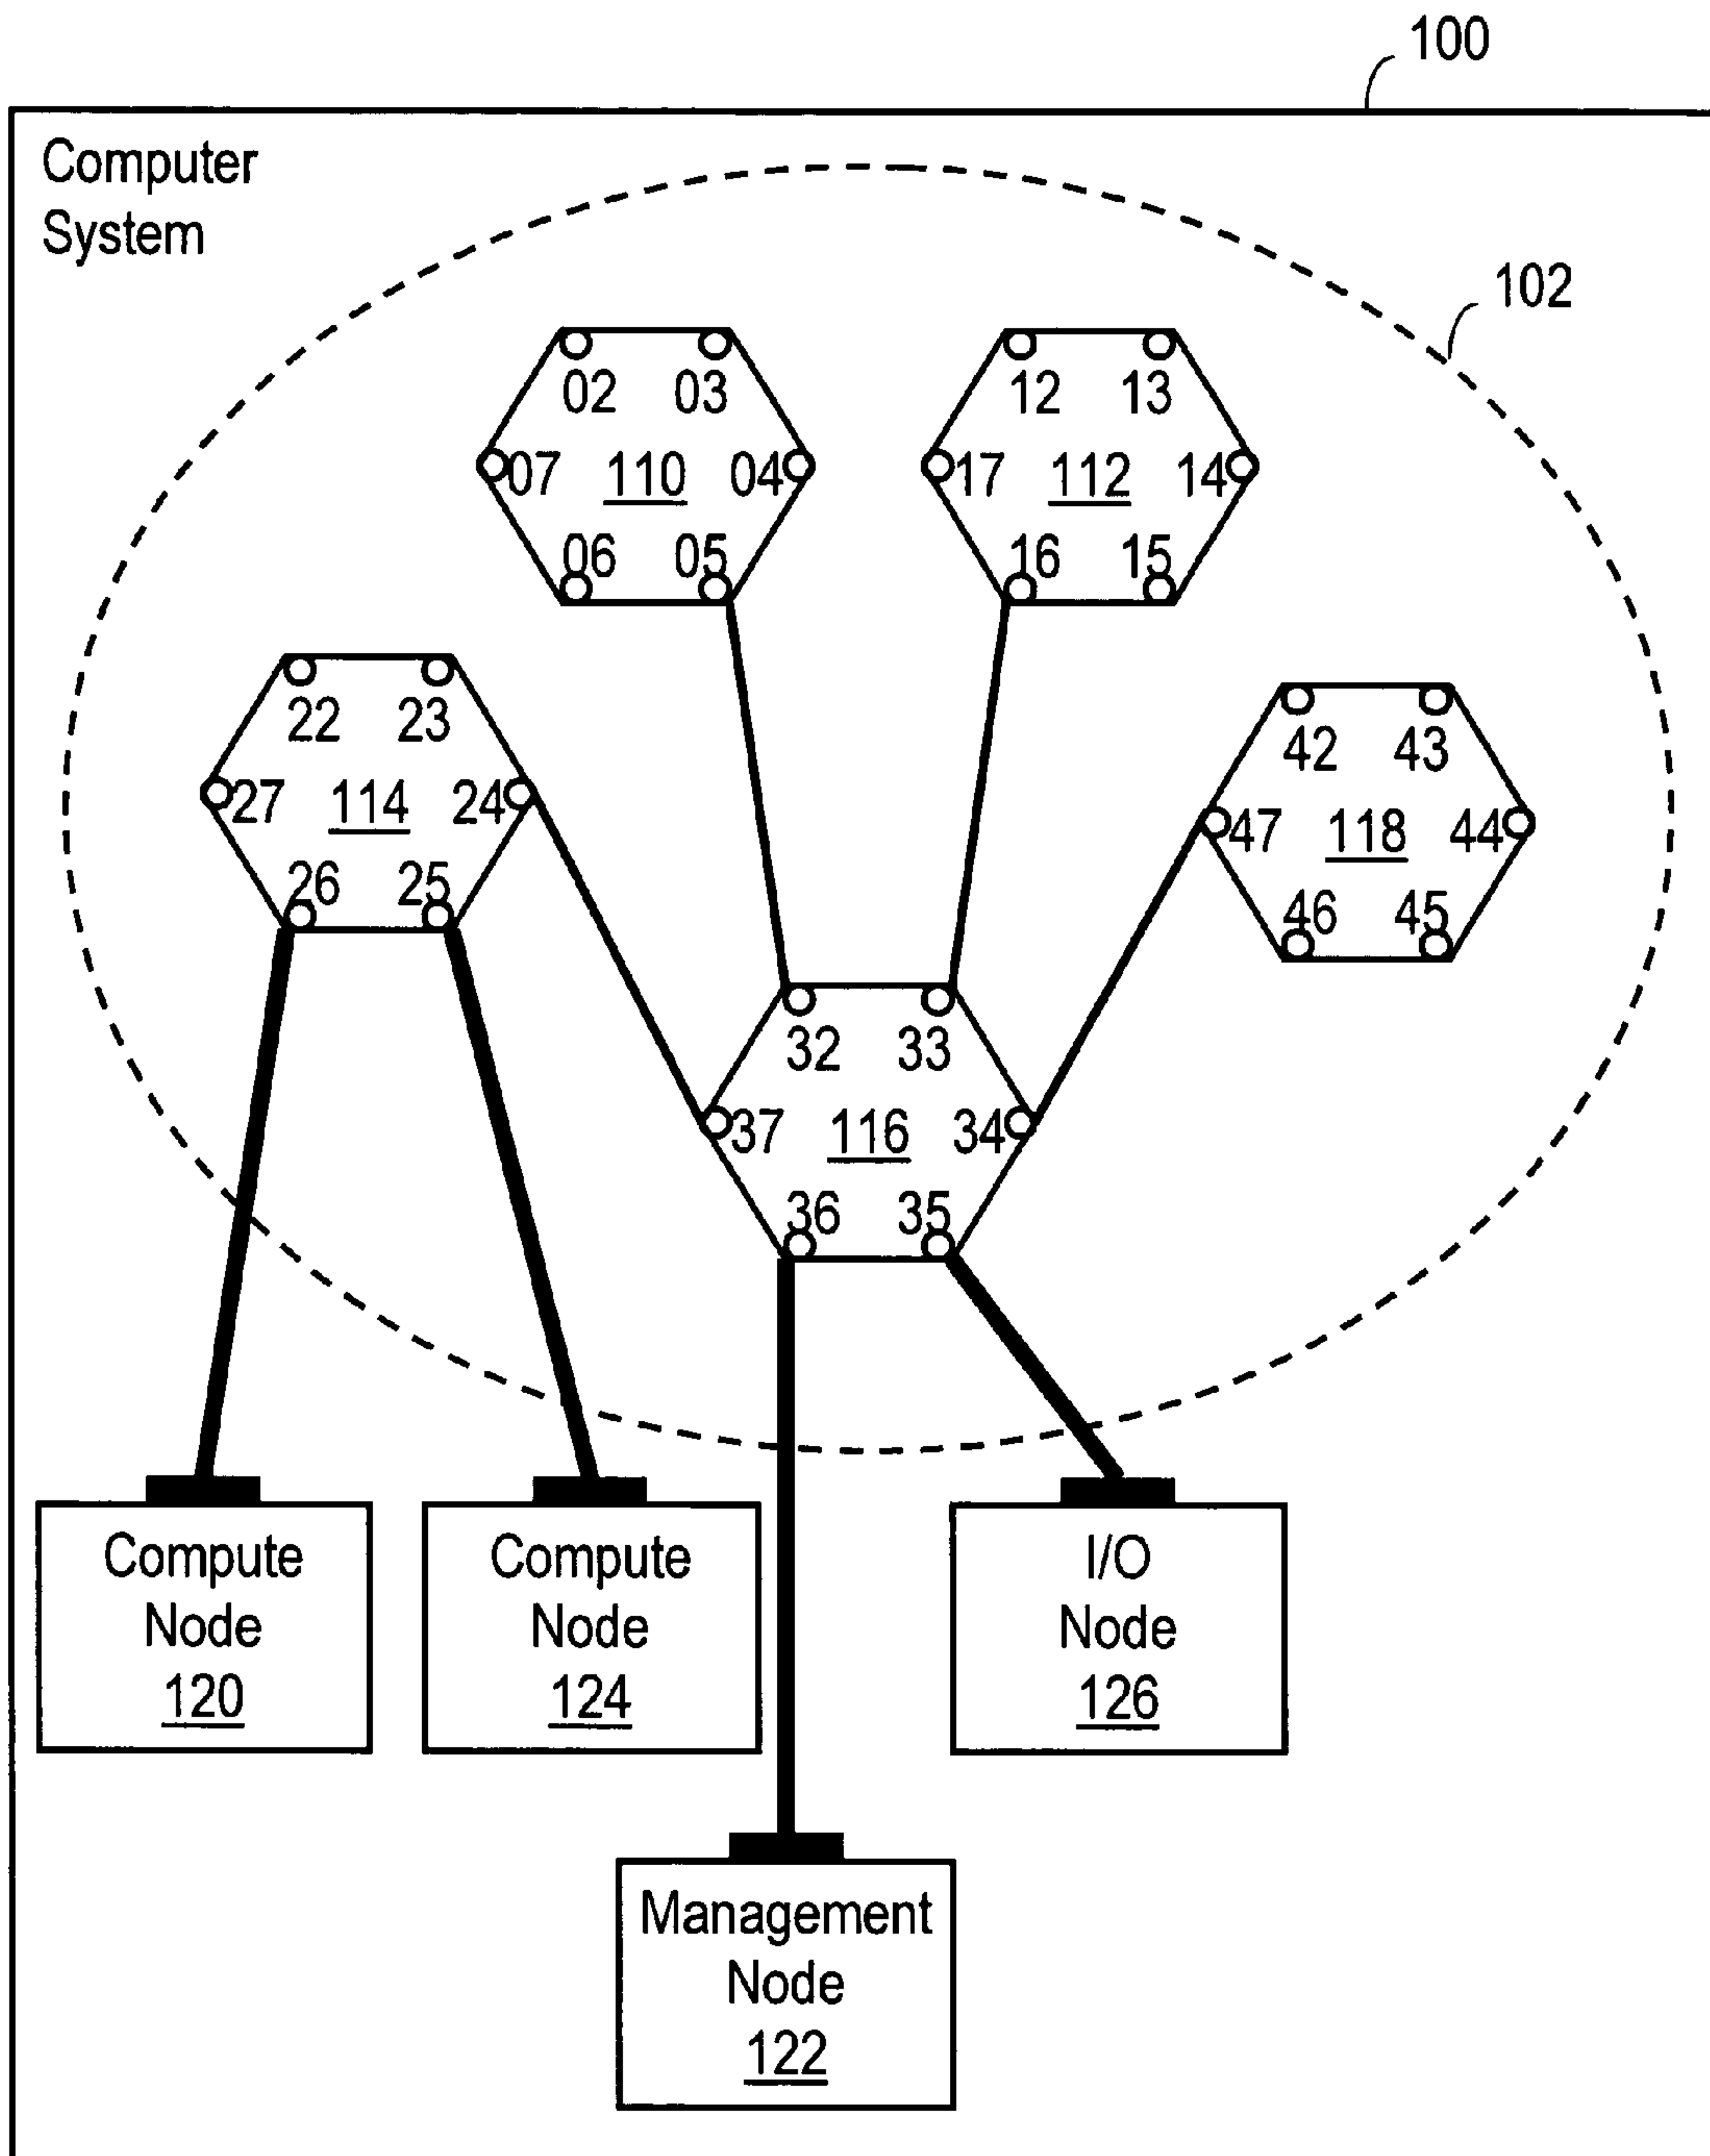 100
Computer
System
102
02 03
12 13
07 110 04
17 112 14
06 05
16 15
22 23
42 43
27 114 24
47 118 44
26 25
46 45
32 33
37 116 34
36 35
Compute
Node
120
Compute
Node
124
I/O
Node
126
Management
Node
122